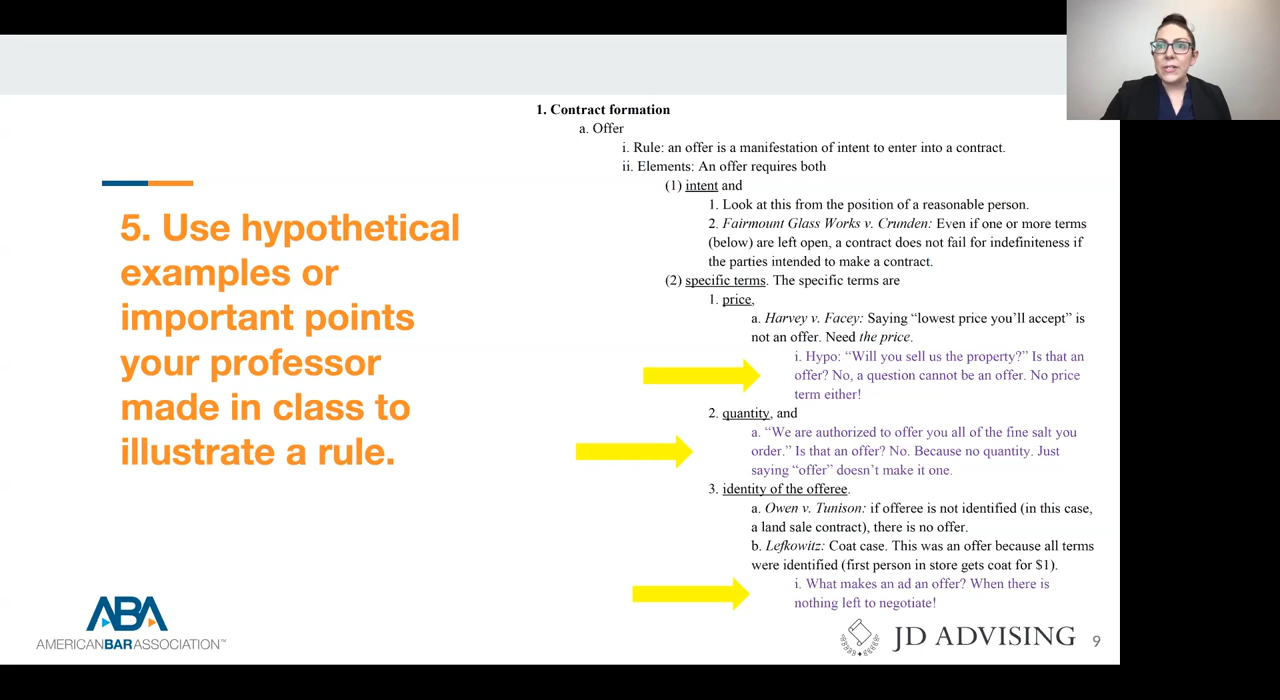 5. Use hypothetical
examples or
important points
your professor
made in class to
illustrate a rule.
1. Contract formation
a. Offer
i. Rule: an offer is a manifestation of intent to enter into a contract.
ii. Elements: An offer requires both
(1) intent and
1. Look at this from the position of a reasonable person.
2. Fairmount Glass Works v. Crunden: Even if one or more terms
(below) are left open, a contract does not fail for indefiniteness if
the parties intended to make a contract.
(2) specific terms. The specific terms are
1. price,
a. Harvey v. Facey: Saying “lowest price you’ll accept” is
not an offer. Need the price.
i. Hypo: “Will you sell us the property?” Is that an
offer? No, a question cannot be an offer. No price
term either!
2. quantity, and
a. “We are authorized to offer you all of the fine salt you
order.” Is that an offer? No. Because no quantity. Just
saying “offer” doesn’t make it one.
3. identity of the offeree.
a. Owen v. Tunison: if offeree is not identified (in this case,
a land sale contract), there is no offer.
b. Lefkowitz: Coat case. This was an offer because all terms
were identified (first person in store gets coat for $1).
i. What makes an ad an offer? When there is
nothing left to negotiate!
ABA
AMERICANBARASSOCIATION™
JD ADVISING
9